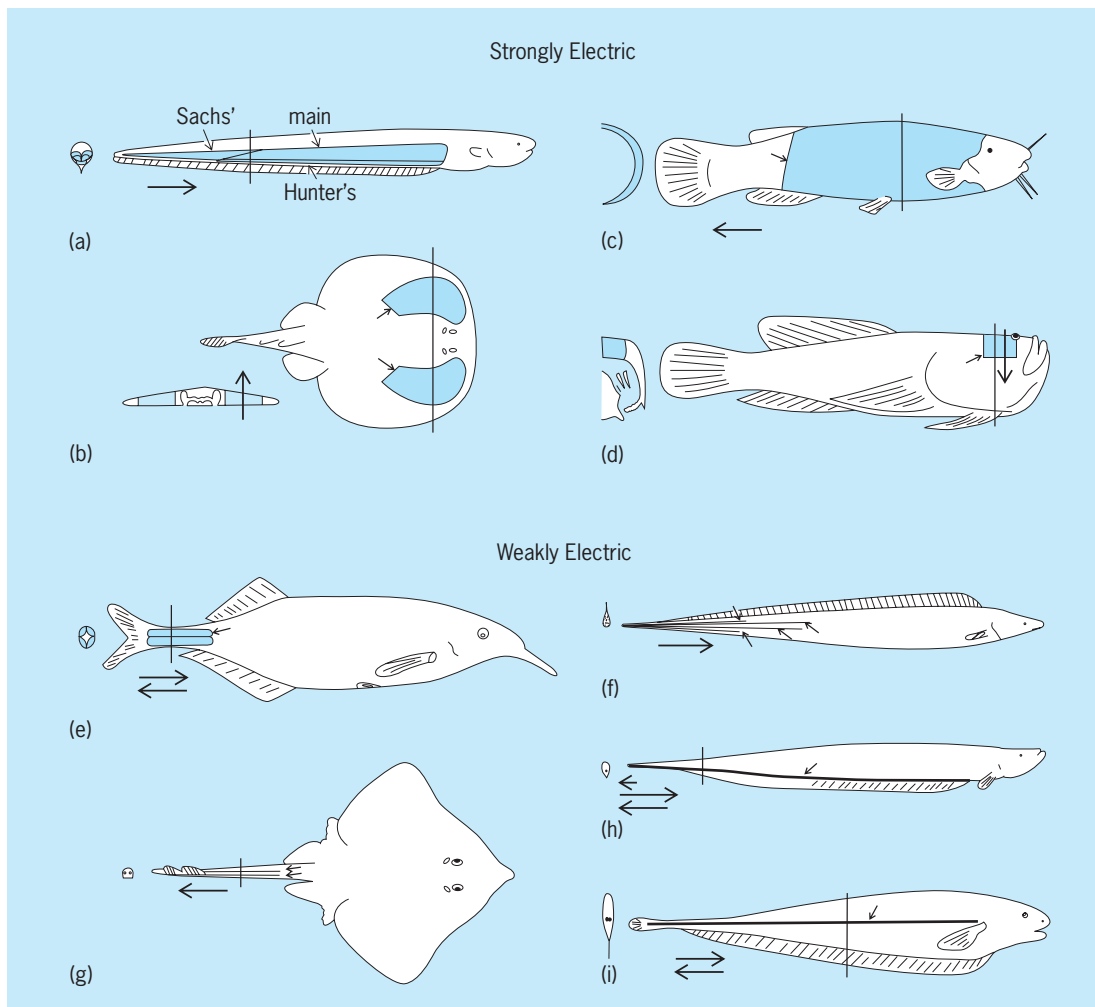 Strongly Electric
Sachs'
main
Hunter's
(a)
(c)
(b)
(d)
Weakly Electric
(e)
(f)
(h)
(g)
(i)